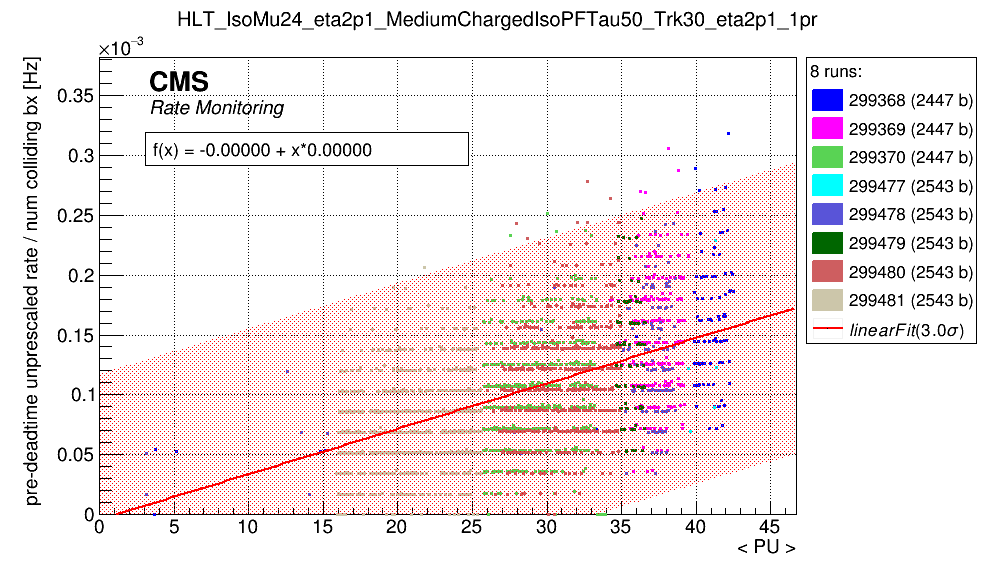 HLT_IsoMu24_eta2p1_MediumChargedIsoPFTau50_Trk30_eta2p1_1pr
×10⁻³
pre-deadtime unprescaled rate / num colliding bx [Hz]
CMS
Rate Monitoring
f(x) = -0.00000 + x*0.00000
0.35
0.3
0.25
0.2
0.15
0.1
0.05
0
0 5 10 15 20 25 30 35 40 45
< PU >
8 runs:
299368 (2447 b)
299369 (2447 b)
299370 (2447 b)
299477 (2543 b)
299478 (2543 b)
299479 (2543 b)
299480 (2543 b)
299481 (2543 b)
linearFit(3.0σ)